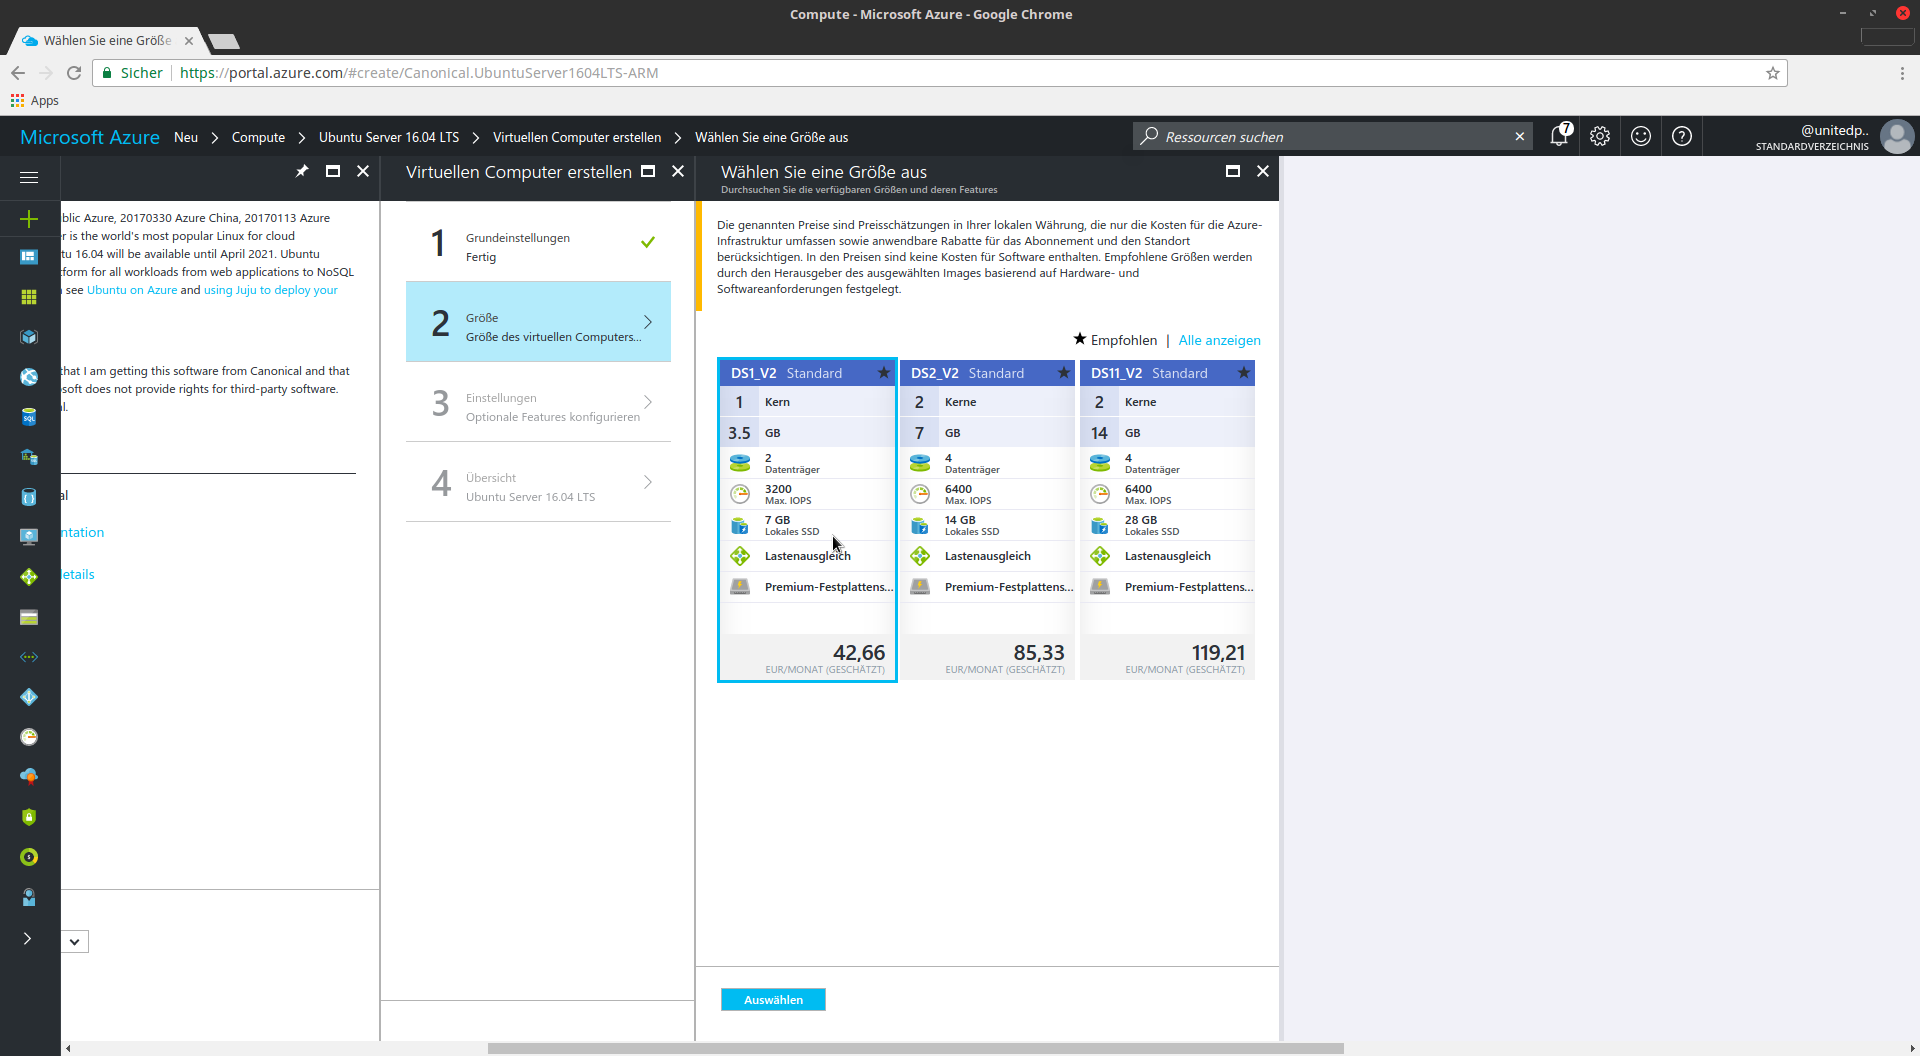 Compute - Microsoft Azure - Google Chrome
Wählen Sie eine Größe
Sicher https://portal.azure.com/#create/Canonical.UbuntuServer1604LTS-ARM
Apps
Microsoft Azure Neu Compute Ubuntu Server 16.04 LTS Virtuellen Computer erstellen Wählen Sie eine Größe aus
Ressourcen suchen
7
@unitedp..
STANDARDVERZEICHNIS
blic Azure, 20170330 Azure China, 20170113 Azure
r is the world's most popular Linux for cloud
tu 16.04 will be available until April 2021. Ubuntu
form for all workloads from web applications to NoSQL
see Ubuntu on Azure and using Juju to deploy your
that I am getting this software from Canonical and that
soft does not provide rights for third-party software.
al.
al
ntation
etails
Virtuellen Computer erstellen
1 Grundeinstellungen
Fertig
2 Größe
Größe des virtuellen Computers...
3 Einstellungen
Optionale Features konfigurieren
4 Übersicht
Ubuntu Server 16.04 LTS
Wählen Sie eine Größe aus
Durchsuchen Sie die verfügbaren Größen und deren Features
Die genannten Preise sind Preisschätzungen in Ihrer lokalen Währung, die nur die Kosten für die Azure-
Infrastruktur umfassen sowie anwendbare Rabatte für das Abonnement und den Standort
berücksichtigen. In den Preisen sind keine Kosten für Software enthalten. Empfohlene Größen werden
durch den Herausgeber des ausgewählten Images basierend auf Hardware- und
Softwareanforderungen festgelegt.
Empfohlen | Alle anzeigen
DS1_V2 Standard
1 Kern
3.5 GB
2
Datenträger
3200
Max. IOPS
7 GB
Lokales SSD
Lastenausgleich
Premium-Festplattens...
42,66
EUR/MONAT (GESCHÄTZT)
DS2_V2 Standard
2 Kerne
7 GB
4
Datenträger
6400
Max. IOPS
14 GB
Lokales SSD
Lastenausgleich
Premium-Festplattens...
85,33
EUR/MONAT (GESCHÄTZT)
DS11_V2 Standard
2 Kerne
14 GB
4
Datenträger
6400
Max. IOPS
28 GB
Lokales SSD
Lastenausgleich
Premium-Festplattens...
119,21
EUR/MONAT (GESCHÄTZT)
Auswählen